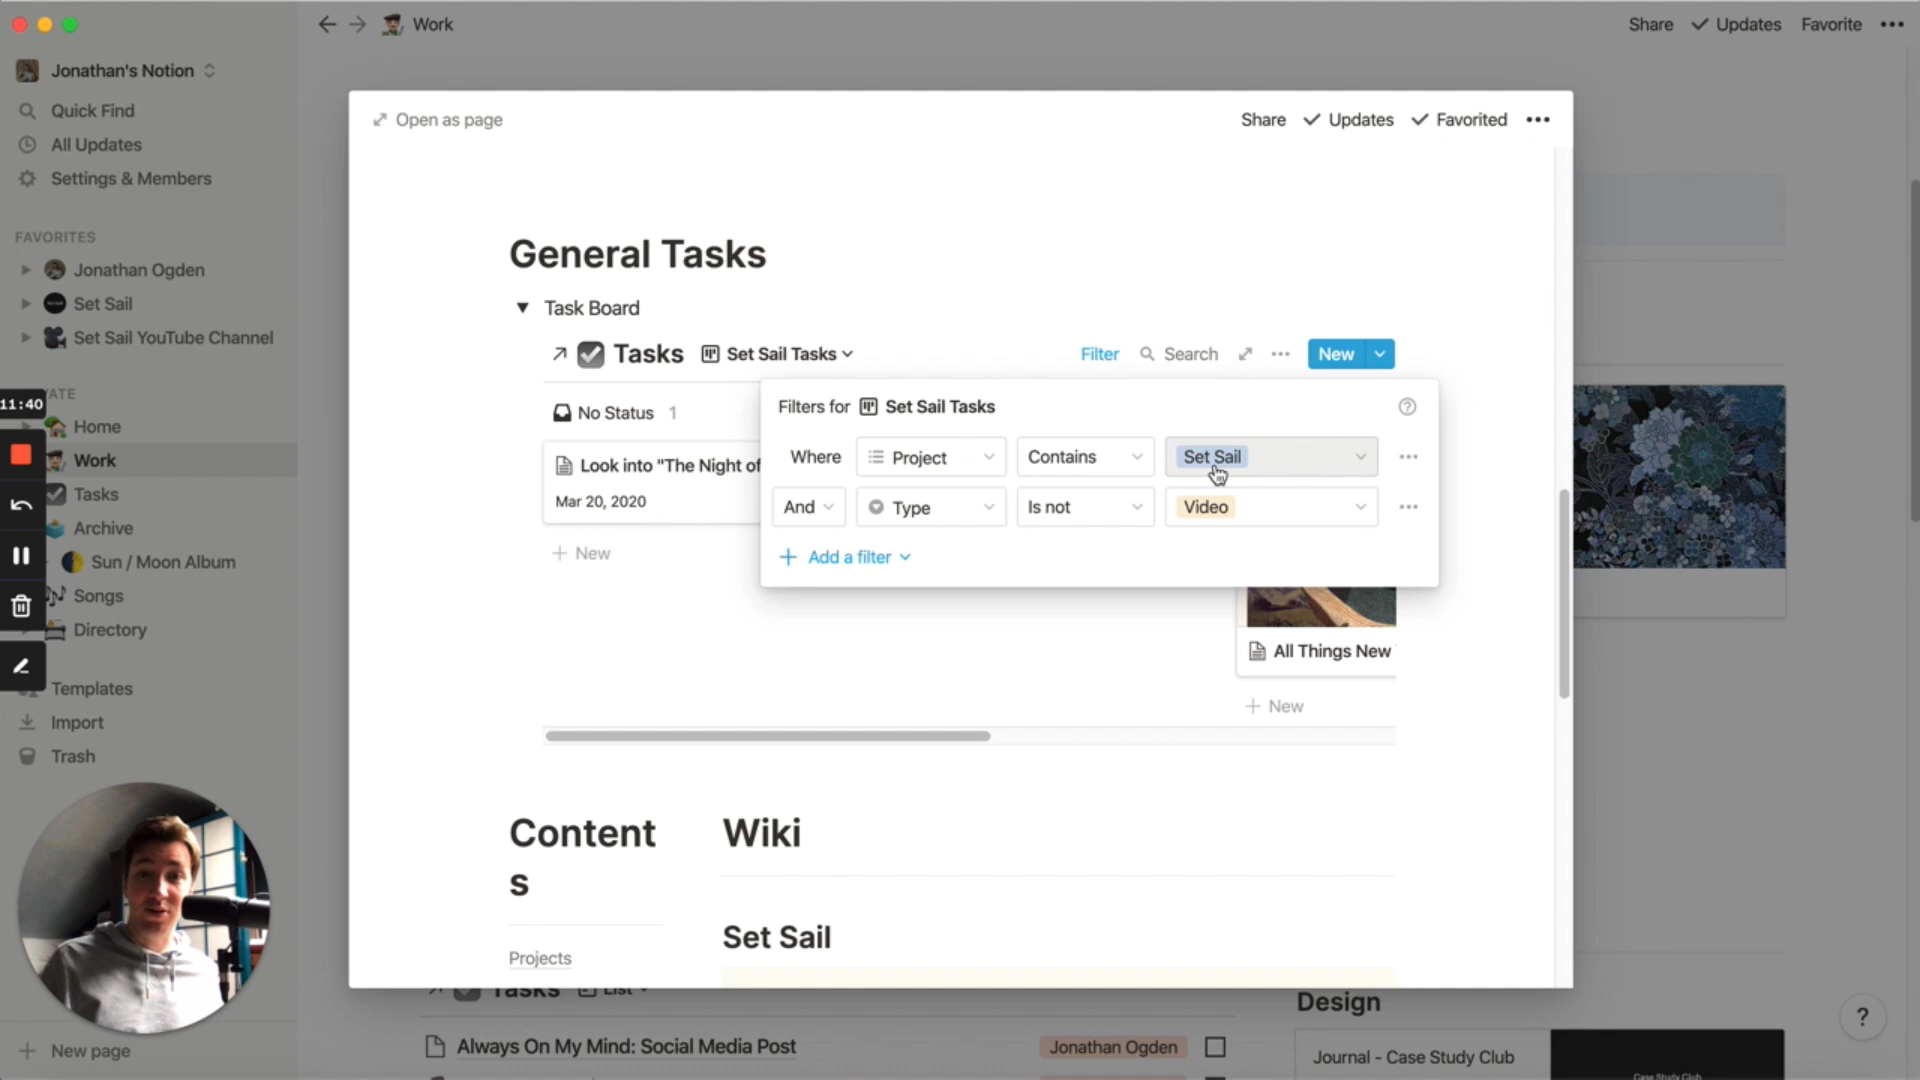 Work
Share
Updates
Favorite
Jonathan's Notion
Quick Find
All Updates
Settings & Members
FAVORITES
Jonathan Ogden
Set Sail
Set Sail YouTube Channel
11:40
Home
Work
Tasks
Archive
Sun / Moon Album
Songs
Directory
Templates
Import
Trash
New page
Open as page
Share
Updates
Favorited
General Tasks
Task Board
Tasks
Set Sail Tasks
Filter
Search
New
No Status 1
Look into "The Night of
Mar 20, 2020
New
Filters for Set Sail Tasks
Where Project Contains Set Sail
And Type Is not Video
Add a filter
All Things New
New
Content
s
Projects
Wiki
Set Sail
Tasks List
Always On My Mind: Social Media Post
Jonathan Ogden
Design
Journal - Case Study Club
Case Study Club
?